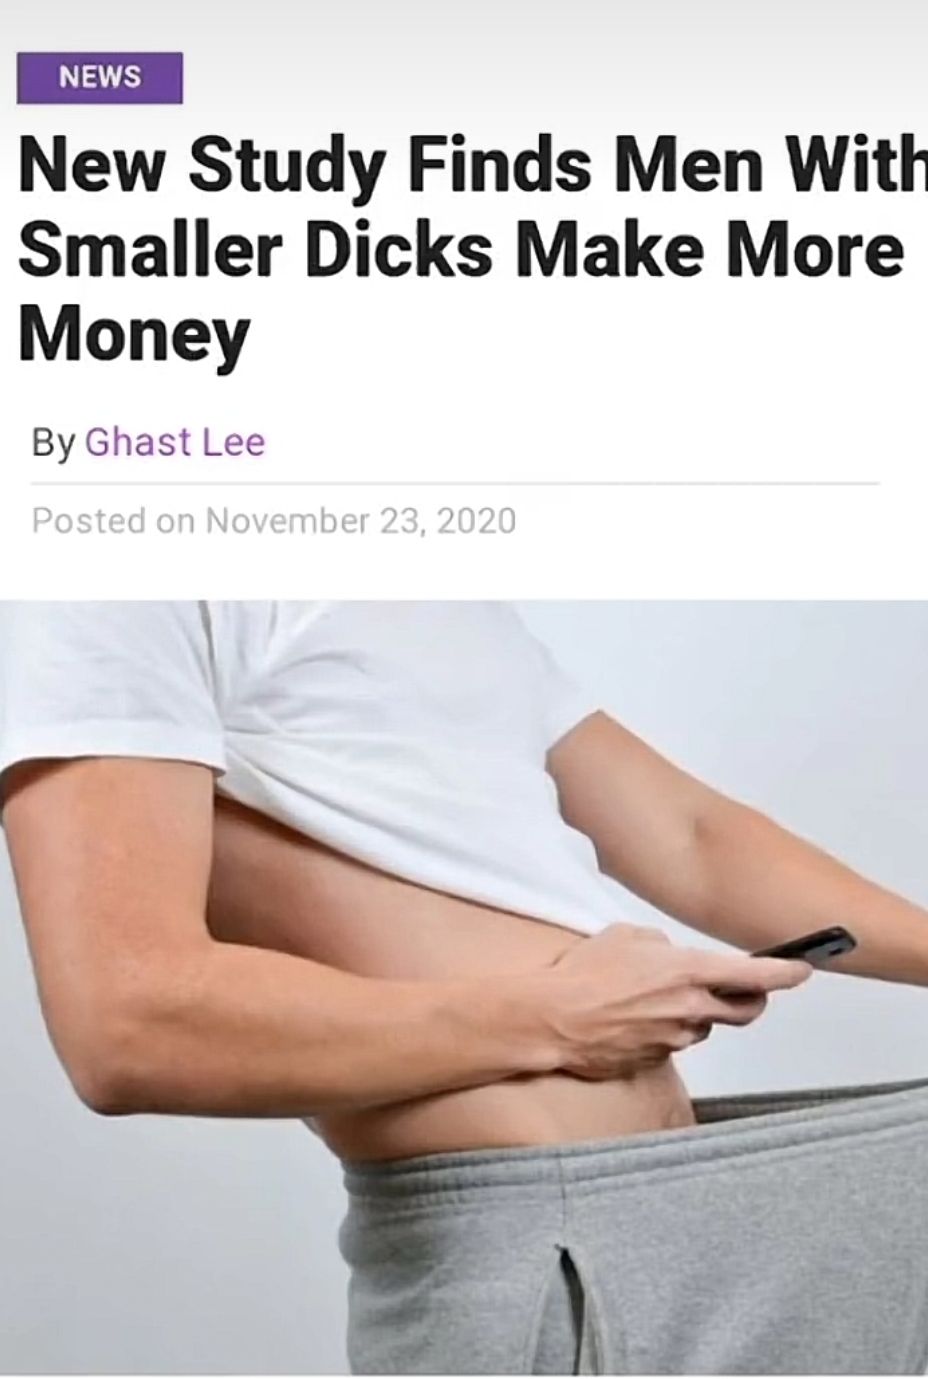 NEWS
New Study Finds Men With
Smaller Dicks Make More
Money
By Ghast Lee
Posted on November 23, 2020